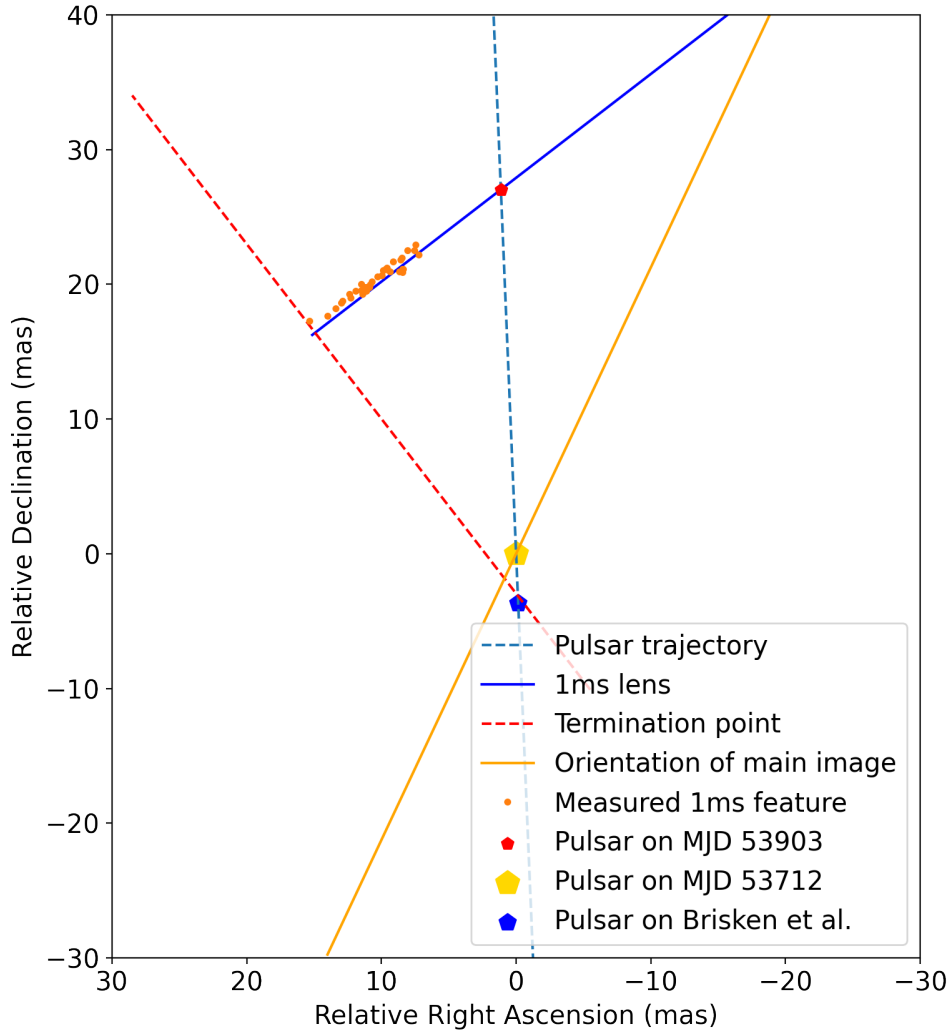 40
30
20
10
0
−10
−20
−30
30
20
10
0
−10
−20
−30
Relative Declination (mas)
Relative Right Ascension (mas)
Pulsar trajectory
1ms lens
Termination point
Orientation of main image
Measured 1ms feature
Pulsar on MJD 53903
Pulsar on MJD 53712
Pulsar on Brisken et al.